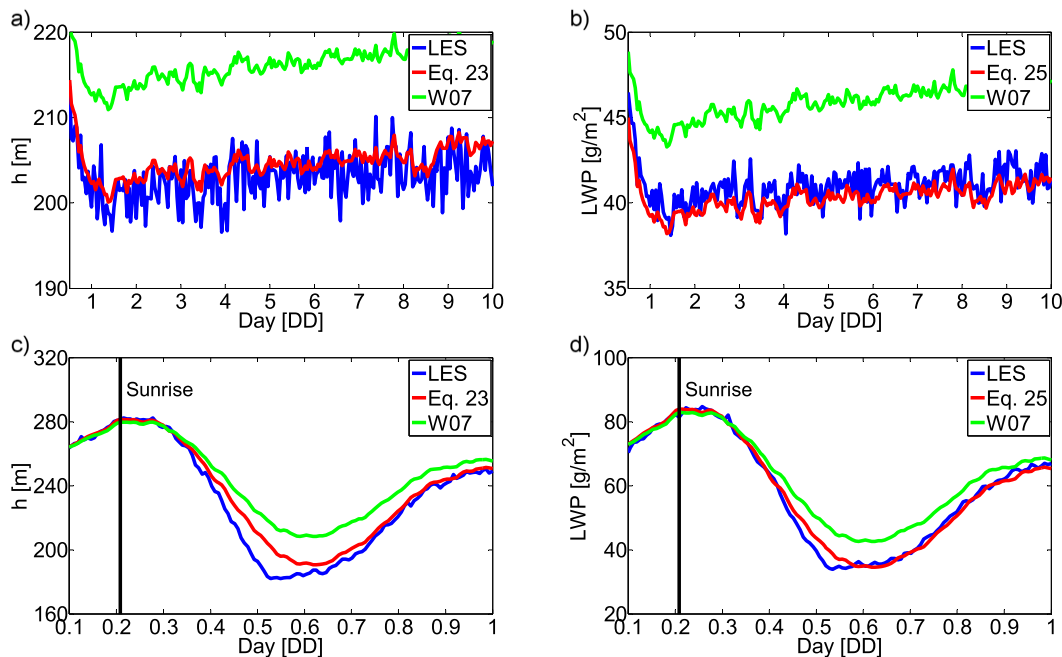 a)
220
210
200
190
h [m]
1 2 3 4 5 6 7 8 9 10
Day [DD]
LES
Eq. 23
W07
b)
50
45
40
35
LWP [g/m²]
1 2 3 4 5 6 7 8 9 10
Day [DD]
LES
Eq. 25
W07
c)
320
280
240
200
160
h [m]
0.1 0.2 0.3 0.4 0.5 0.6 0.7 0.8 0.9 1
Day [DD]
Sunrise
LES
Eq. 23
W07
d)
100
80
60
40
20
LWP [g/m²]
0.1 0.2 0.3 0.4 0.5 0.6 0.7 0.8 0.9 1
Day [DD]
Sunrise
LES
Eq. 25
W07